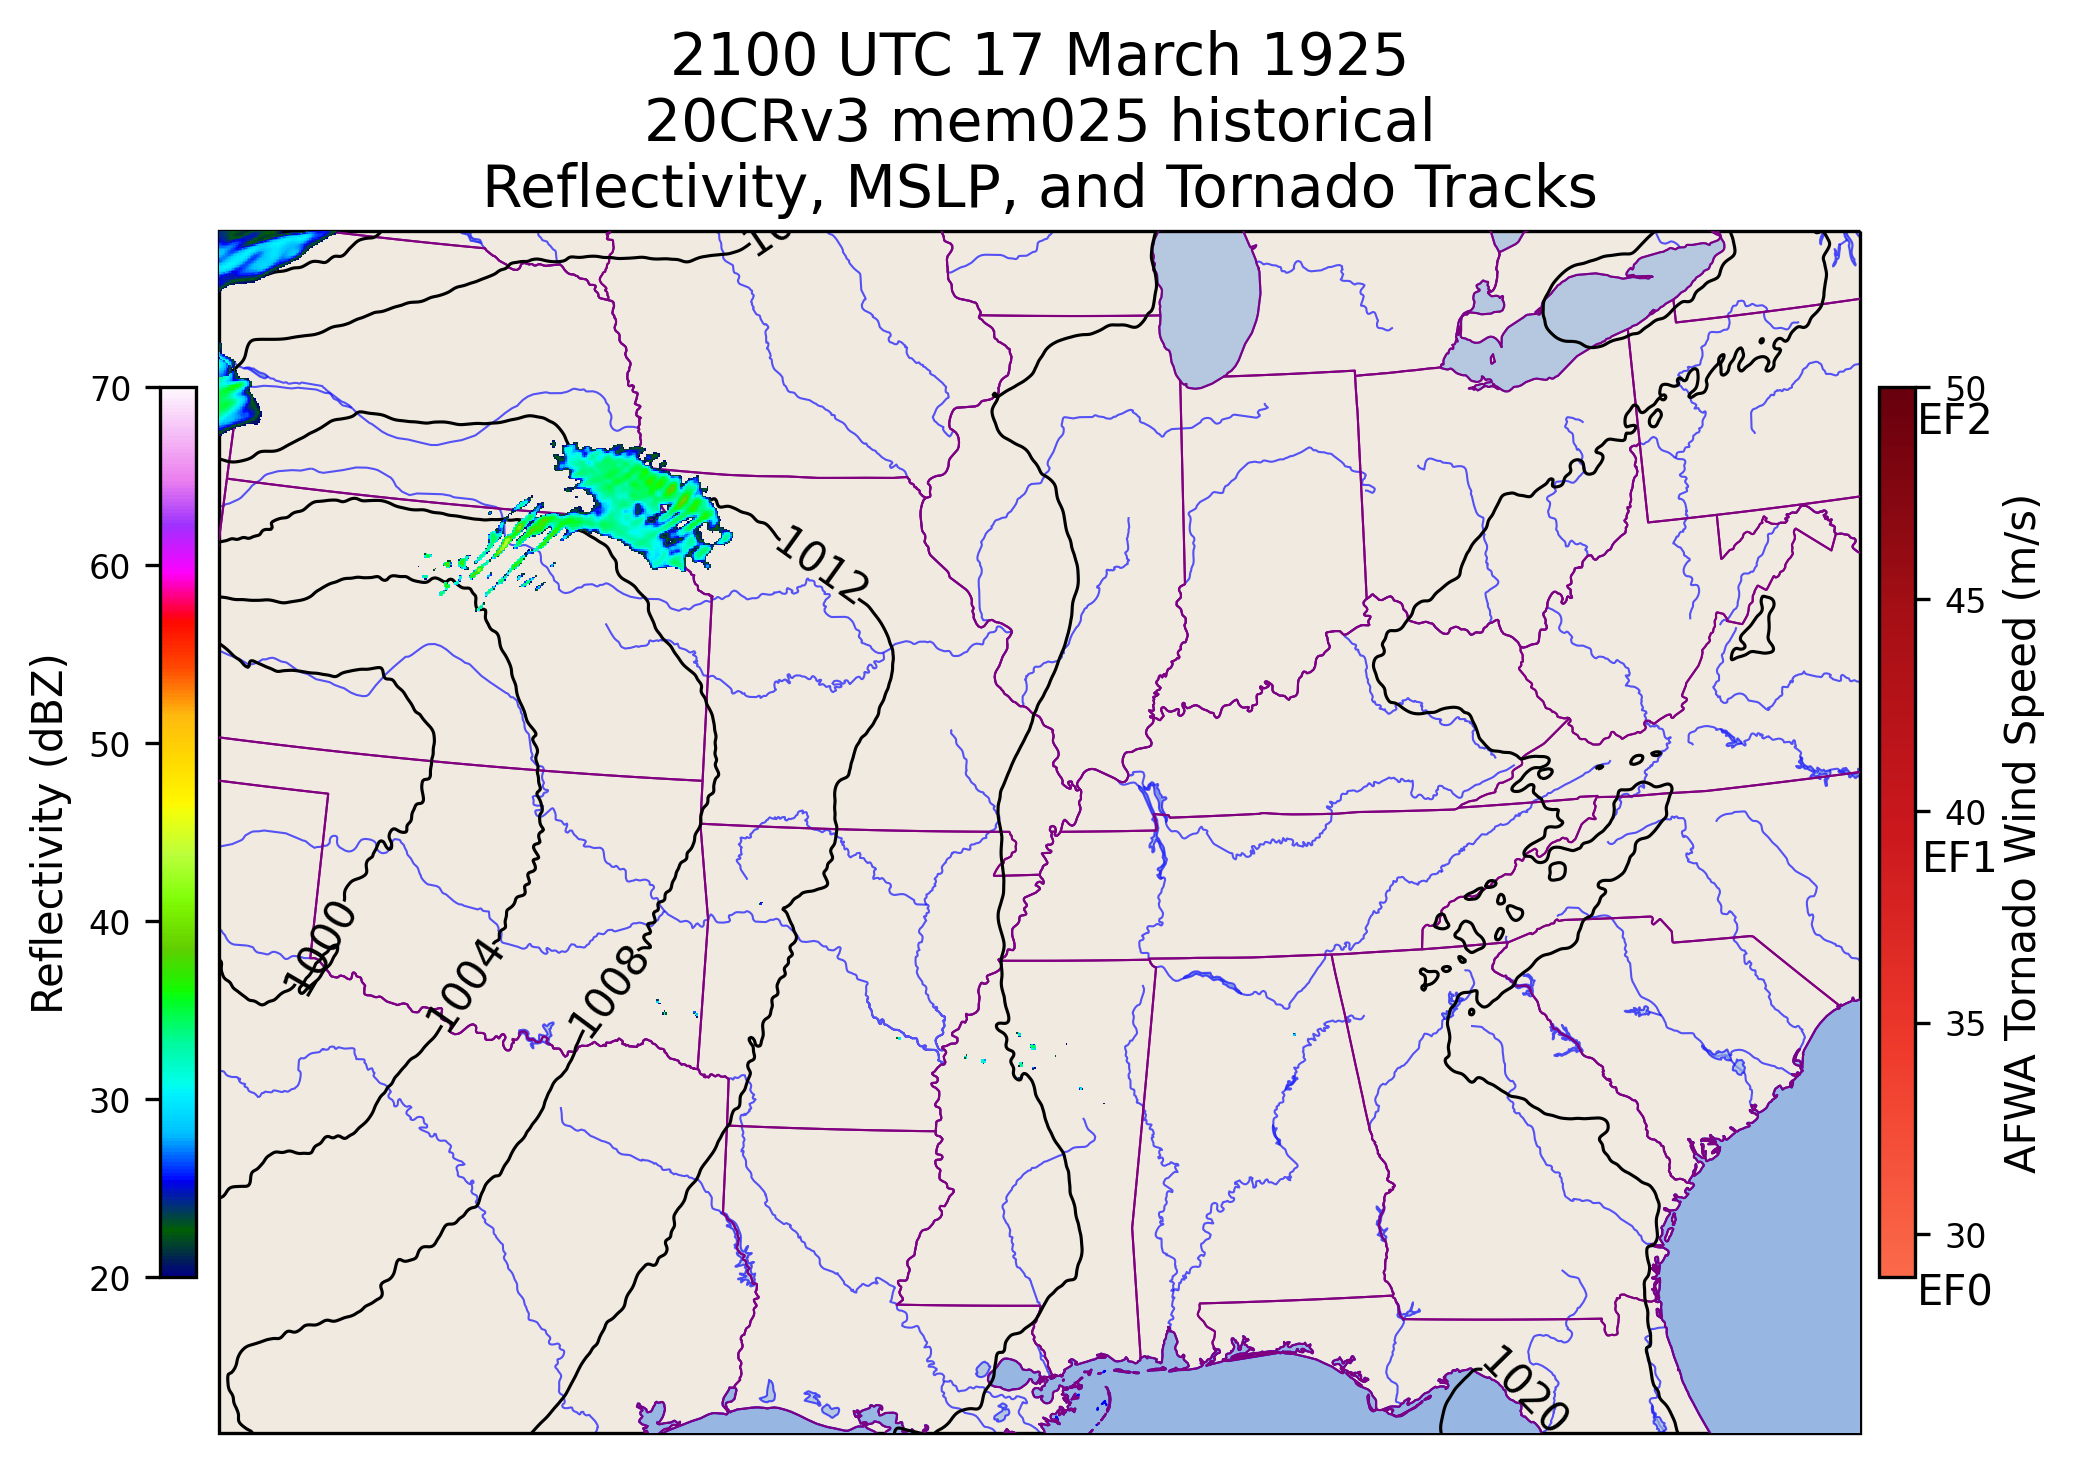 2100 UTC 17 March 1925
20CRv3 mem025 historical
Reflectivity, MSLP, and Tornado Tracks
70
60
50
40
30
20
Reflectivity (dBZ)
1012
1000
1004
1008
1020
50
EF2
45
40
EF1
35
30
EF0
AFWA Tornado Wind Speed (m/s)